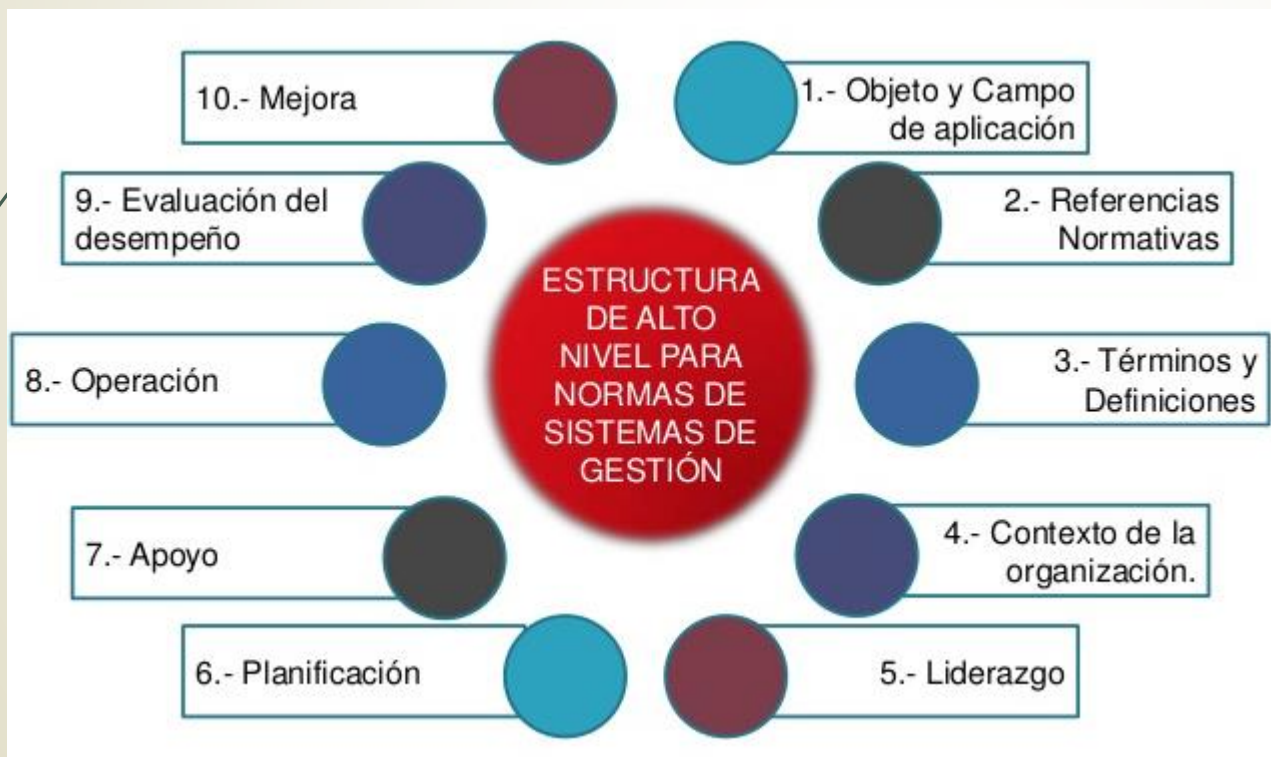 ESTRUCTURA
DE ALTO
NIVEL PARA
NORMAS DE
SISTEMAS DE
GESTIÓN
1.- Objeto y Campo
de aplicación
2.- Referencias
Normativas
3.- Términos y
Definiciones
4.- Contexto de la
organización.
5.- Liderazgo
6.- Planificación
7.- Apoyo
8.- Operación
9.- Evaluación del
desempeño
10.- Mejora